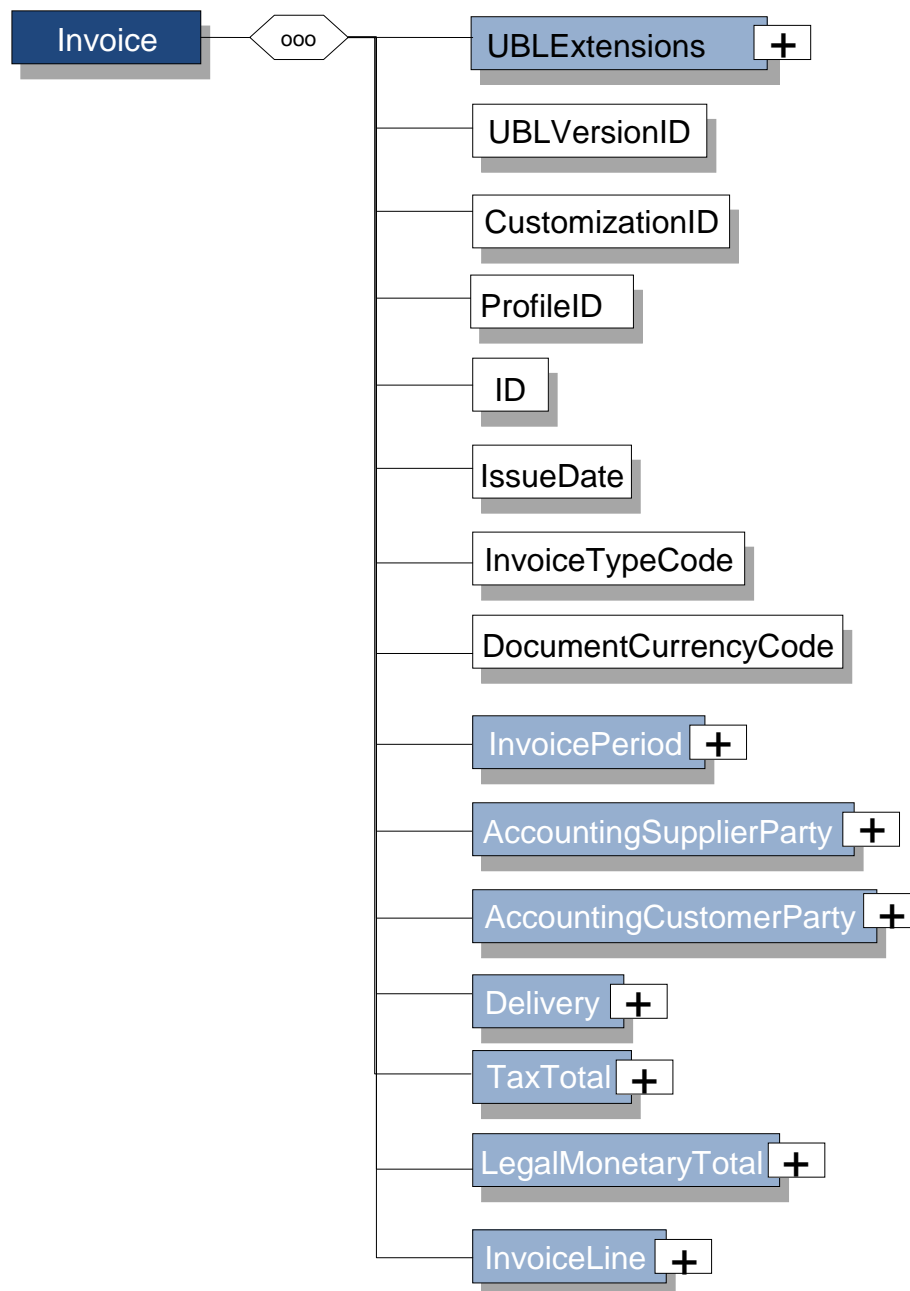 Invoice
ooo
UBLExtensions +
UBLVersionID
CustomizationID
ProfileID
ID
IssueDate
InvoiceTypeCode
DocumentCurrencyCode
InvoicePeriod +
AccountingSupplierParty +
AccountingCustomerParty +
Delivery +
TaxTotal +
LegalMonetaryTotal +
InvoiceLine +